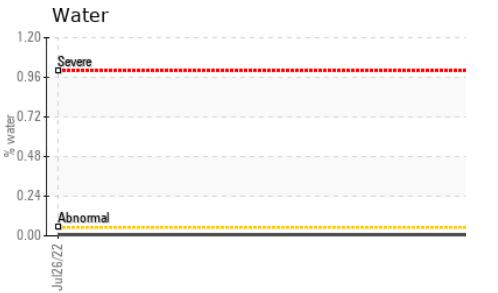 Water
1.20
Severe
0.96
0.72
% water
0.48
0.24
Abnormal
0.00
Jul26/22